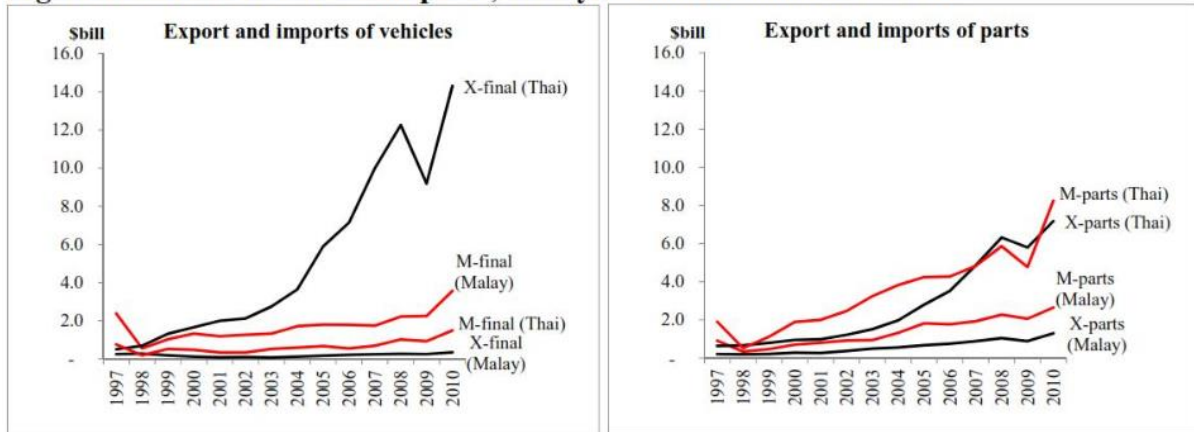 $bill
Export and imports of vehicles
16.0
14.0
12.0
10.0
8.0
6.0
4.0
2.0
-
X-final (Thai)
M-final
(Malay)
M-final (Thai)
X-final
(Malay)
1997
1998
1999
2000
2001
2002
2003
2004
2005
2006
2007
2008
2009
2010
$bill
Export and imports of parts
16.0
14.0
12.0
10.0
8.0
6.0
4.0
2.0
-
M-parts (Thai)
X-parts (Thai)
M-parts
(Malay)
X-parts
(Malay)
1997
1998
1999
2000
2001
2002
2003
2004
2005
2006
2007
2008
2009
2010